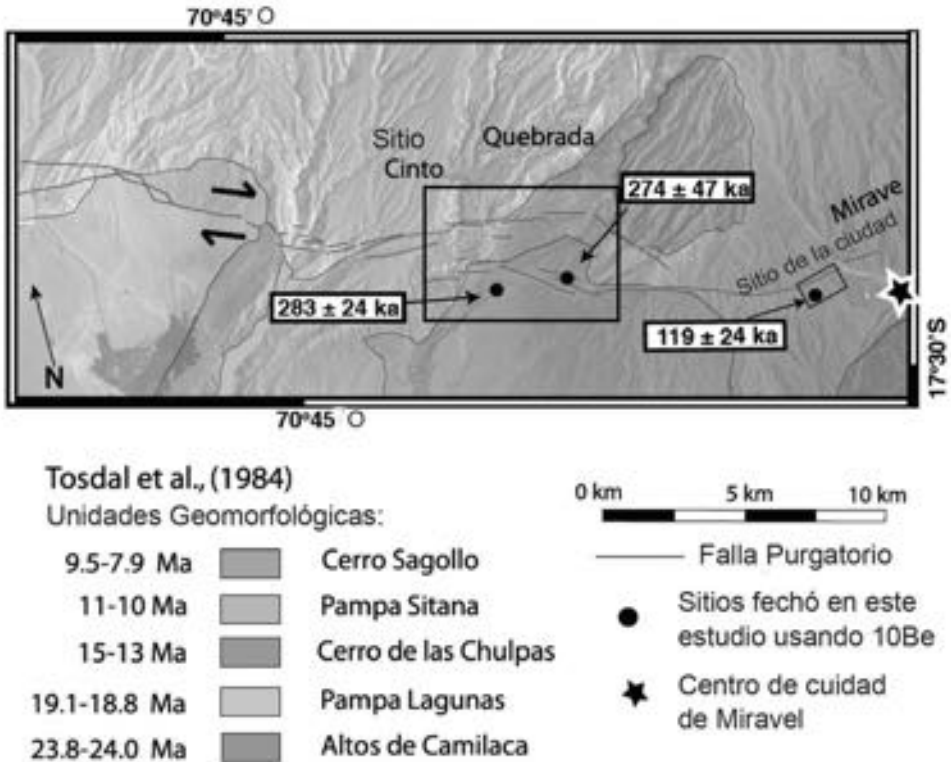 70º45' O
Sitio
Cinto
Quebrada
274 ± 47 ka
Mirave
Sitio de la ciudad
283 ± 24 ka
119 ± 24 ka
N
17º30'S
70º45' O
Tosdal et al., (1984)
Unidades Geomorfológicas:
9.5-7.9 Ma Cerro Sagollo
11-10 Ma Pampa Sitana
15-13 Ma Cerro de las Chulpas
19.1-18.8 Ma Pampa Lagunas
23.8-24.0 Ma Altos de Camilaca
0 km 5 km 10 km
Falla Purgatorio
Sitios fechó en este
estudio usando 10Be
Centro de cuidad
de Miravel